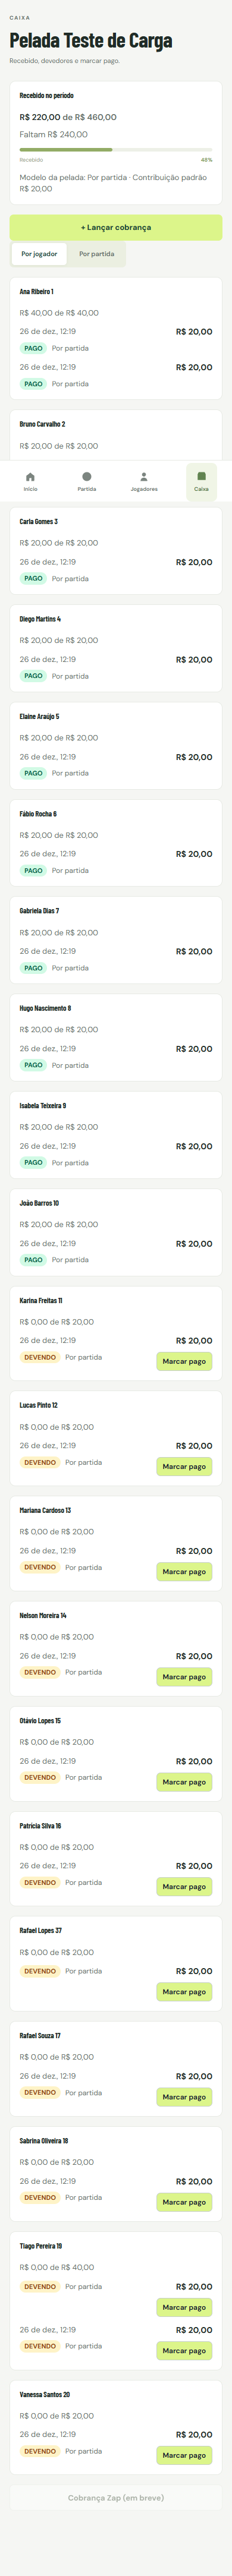 CAIXA
Pelada Teste de Carga
Recebido, devedores e marcar pago.
Recebido no período
R$ 220,00 de R$ 460,00
Faltam R$ 240,00
Recebido 48%
Modelo da pelada: Por partida · Contribuição padrão
R$ 20,00
+ Lançar cobrança
Por jogador Por partida
Ana Ribeiro 1
R$ 40,00 de R$ 40,00
26 de dez., 12:19 R$ 20,00
PAGO Por partida
26 de dez., 12:19 R$ 20,00
PAGO Por partida
Bruno Carvalho 2
R$ 20,00 de R$ 20,00
Início Partida Jogadores Caixa
Carla Gomes 3
R$ 20,00 de R$ 20,00
26 de dez., 12:19 R$ 20,00
PAGO Por partida
Diego Martins 4
R$ 20,00 de R$ 20,00
26 de dez., 12:19 R$ 20,00
PAGO Por partida
Elaine Araújo 5
R$ 20,00 de R$ 20,00
26 de dez., 12:19 R$ 20,00
PAGO Por partida
Fábio Rocha 6
R$ 20,00 de R$ 20,00
26 de dez., 12:19 R$ 20,00
PAGO Por partida
Gabriela Dias 7
R$ 20,00 de R$ 20,00
26 de dez., 12:19 R$ 20,00
PAGO Por partida
Hugo Nascimento 8
R$ 20,00 de R$ 20,00
26 de dez., 12:19 R$ 20,00
PAGO Por partida
Isabela Teixeira 9
R$ 20,00 de R$ 20,00
26 de dez., 12:19 R$ 20,00
PAGO Por partida
João Barros 10
R$ 20,00 de R$ 20,00
26 de dez., 12:19 R$ 20,00
PAGO Por partida
Karina Freitas 11
R$ 0,00 de R$ 20,00
26 de dez., 12:19 R$ 20,00
DEVENDO Por partida Marcar pago
Lucas Pinto 12
R$ 0,00 de R$ 20,00
26 de dez., 12:19 R$ 20,00
DEVENDO Por partida Marcar pago
Mariana Cardoso 13
R$ 0,00 de R$ 20,00
26 de dez., 12:19 R$ 20,00
DEVENDO Por partida Marcar pago
Nelson Moreira 14
R$ 0,00 de R$ 20,00
26 de dez., 12:19 R$ 20,00
DEVENDO Por partida Marcar pago
Otávio Lopes 15
R$ 0,00 de R$ 20,00
26 de dez., 12:19 R$ 20,00
DEVENDO Por partida Marcar pago
Patrícia Silva 16
R$ 0,00 de R$ 20,00
26 de dez., 12:19 R$ 20,00
DEVENDO Por partida Marcar pago
Rafael Lopes 37
R$ 0,00 de R$ 20,00
DEVENDO Por partida R$ 20,00
Marcar pago
Rafael Souza 17
R$ 0,00 de R$ 20,00
26 de dez., 12:19 R$ 20,00
DEVENDO Por partida Marcar pago
Sabrina Oliveira 18
R$ 0,00 de R$ 20,00
26 de dez., 12:19 R$ 20,00
DEVENDO Por partida Marcar pago
Tiago Pereira 19
R$ 0,00 de R$ 40,00
DEVENDO Por partida R$ 20,00
Marcar pago
26 de dez., 12:19 R$ 20,00
DEVENDO Por partida Marcar pago
Vanessa Santos 20
R$ 0,00 de R$ 20,00
26 de dez., 12:19 R$ 20,00
DEVENDO Por partida Marcar pago
Cobrança Zap (em breve)